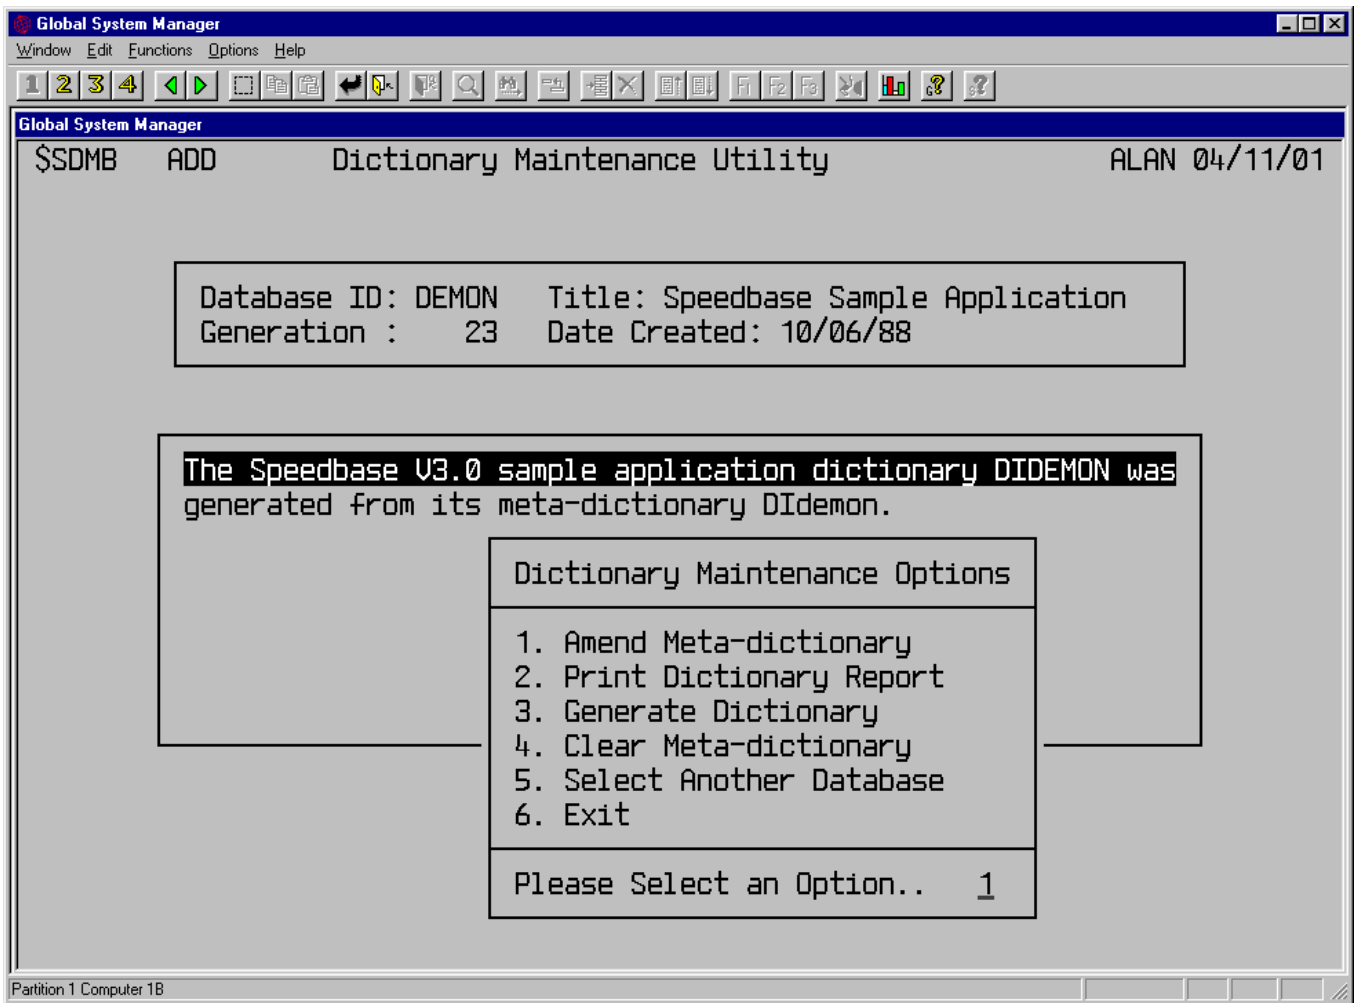 Global System Manager
Window Edit Functions Options Help
1 2 3 4 F1 F2 F3 G? S?
Global System Manager
$SDMB ADD Dictionary Maintenance Utility ALAN 04/11/01
Database ID: DEMON Title: Speedbase Sample Application
Generation : 23 Date Created: 10/06/88
The Speedbase V3.0 sample application dictionary DIDEMON was
generated from its meta-dictionary DIdemon.
Dictionary Maintenance Options
1. Amend Meta-dictionary
2. Print Dictionary Report
3. Generate Dictionary
4. Clear Meta-dictionary
5. Select Another Database
6. Exit
Please Select an Option.. 1
Partition 1 Computer 1B